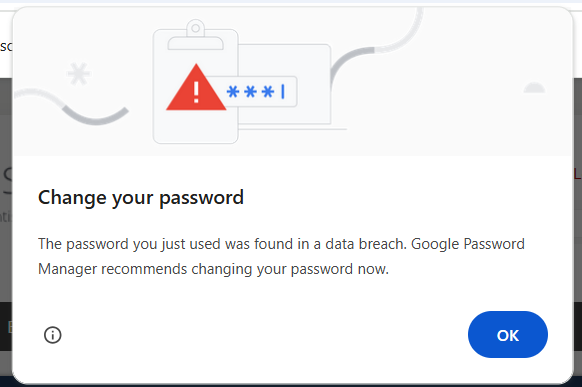 ***|
Change your password
The password you just used was found in a data breach. Google Password
Manager recommends changing your password now.
OK